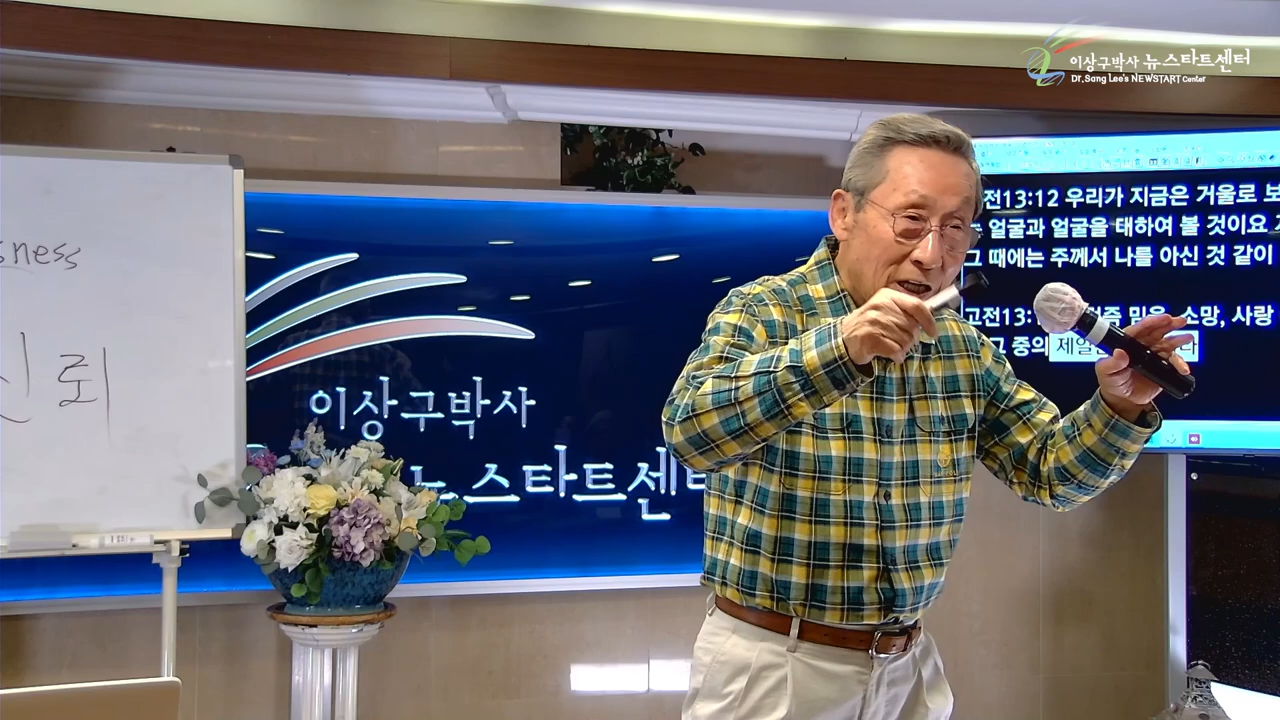 이상구박사 뉴스타트센터
Dr. Sang Lee's NEWSTART Center
신뢰
이상구박사
뉴스타트센터
전13:12 우리가 지금은 거울로 보
얼굴과 얼굴을 대하여 볼 것이요
그 때에는 주께서 나를 아신 것 같이
고전13: 믿음, 소망, 사랑
그 중의 제일은